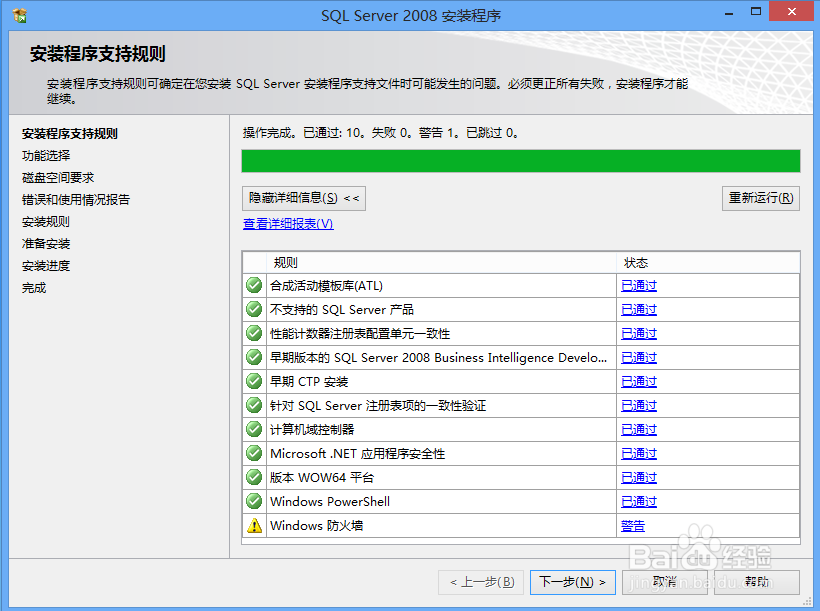 SQL Server 2008 安装程序
安装程序支持规则
安装程序支持规则可确定在您安装 SQL Server 安装程序支持文件时可能发生的问题。必须更正所有失败，安装程序才能
继续。
安装程序支持规则
功能选择
磁盘空间要求
错误和使用情况报告
安装规则
准备安装
安装进度
完成
操作完成。已通过: 10。失败 0。警告 1。已跳过 0。
隐藏详细信息(S) <<
重新运行(R)
查看详细报表(V)
规则 状态
合成活动模板库(ATL) 已通过
不支持的 SQL Server 产品 已通过
性能计数器注册表配置单元一致性 已通过
早期版本的 SQL Server 2008 Business Intelligence Develo... 已通过
早期 CTP 安装 已通过
针对 SQL Server 注册表项的一致性验证 已通过
计算机域控制器 已通过
Microsoft .NET 应用程序安全性 已通过
版本 WOW64 平台 已通过
Windows PowerShell 已通过
Windows 防火墙 警告
< 上一步(B) 下一步(N) > 取消 帮助
Baidu 经验
jingyan.baidu.com